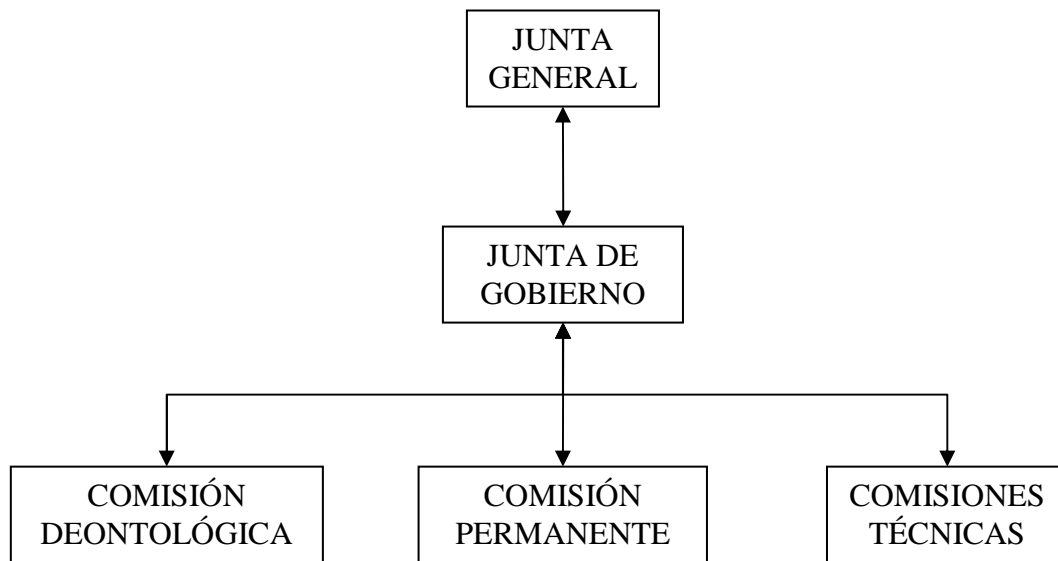 JUNTA
GENERAL
JUNTA DE
GOBIERNO
COMISIÓN
DEONTOLÓGICA
COMISIÓN
PERMANENTE
COMISIONES
TÉCNICAS